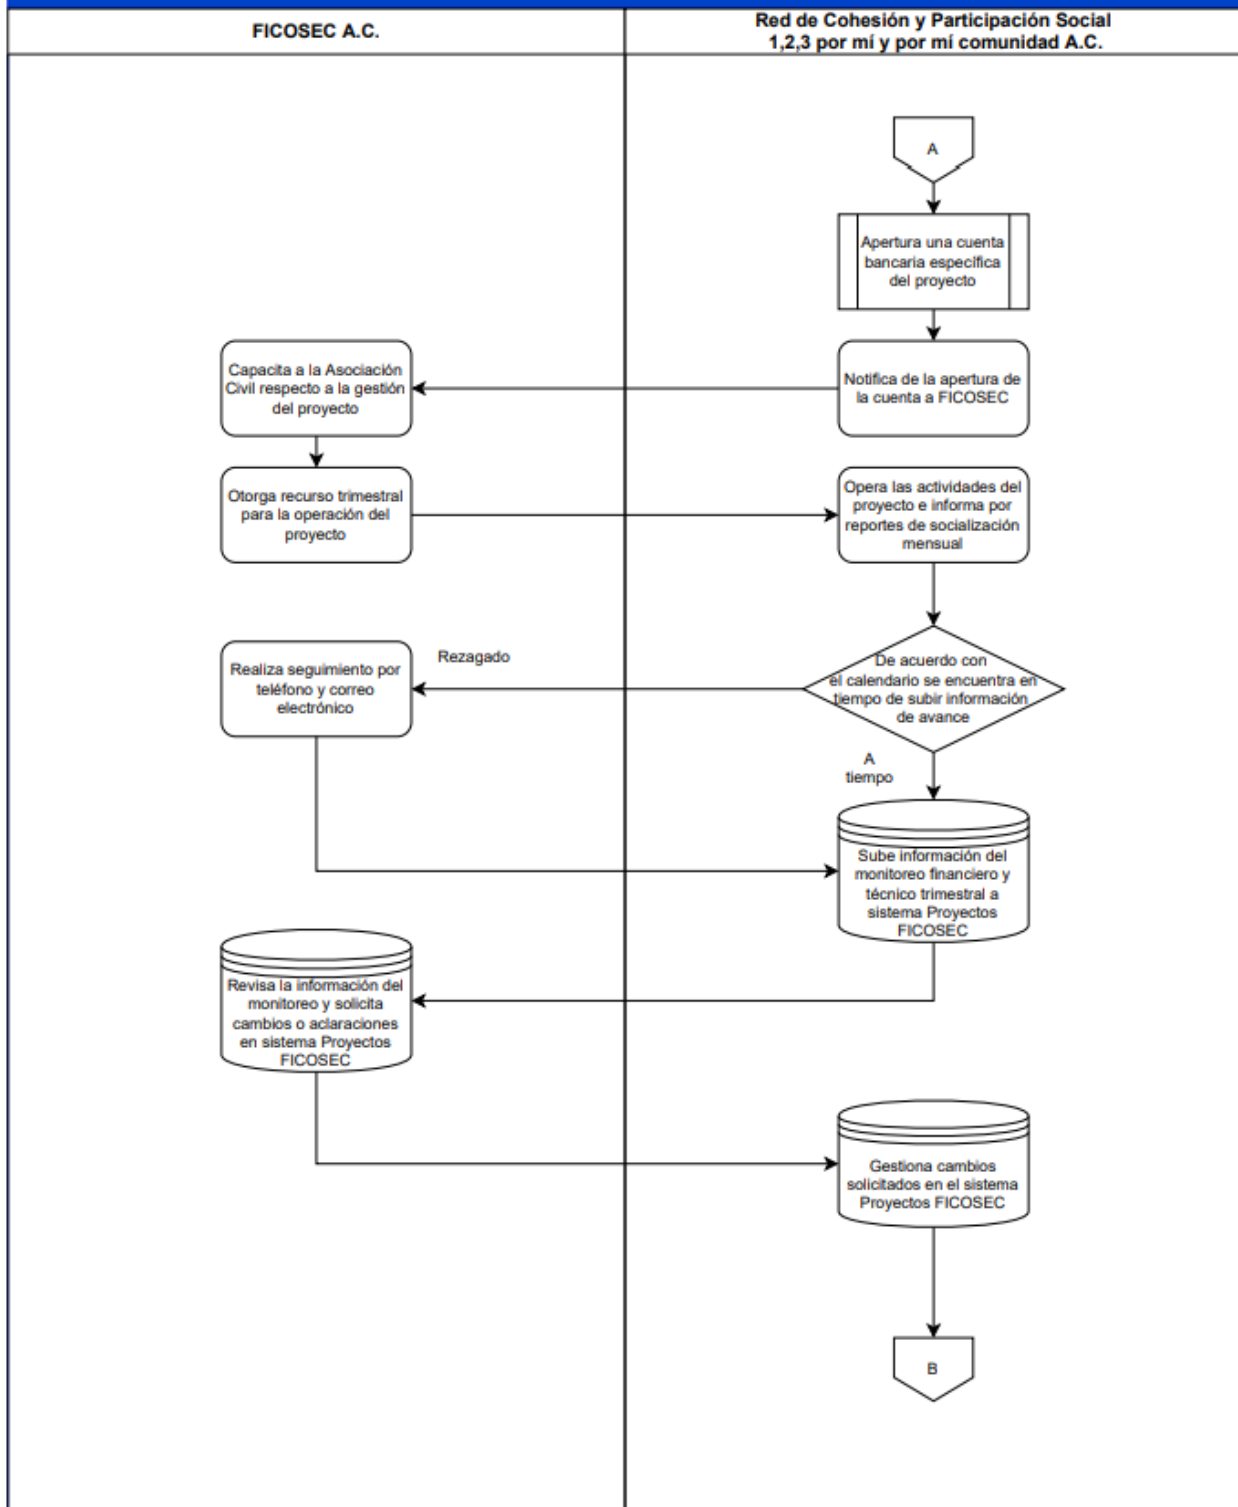 FICOSEC A.C.
Red de Cohesión y Participación Social
1,2,3 por mí y por mí comunidad A.C.
A
Apertura una cuenta
bancaria específica
del proyecto
Capacita a la Asociación
Civil respecto a la gestión
del proyecto
Notifica de la apertura de
la cuenta a FICOSEC
Otorga recurso trimestral
para la operación del
proyecto
Opera las actividades del
proyecto e informa por
reportes de socialización
mensual
Realiza seguimiento por
teléfono y correo
electrónico
Rezagado
De acuerdo con
el calendario se encuentra en
tiempo de subir información
de avance
A
tiempo
Sube información del
monitoreo financiero y
técnico trimestral a
sistema Proyectos
FICOSEC
Revisa la información del
monitoreo y solicita
cambios o aclaraciones
en sistema Proyectos
FICOSEC
Gestiona cambios
solicitados en el sistema
Proyectos FICOSEC
B